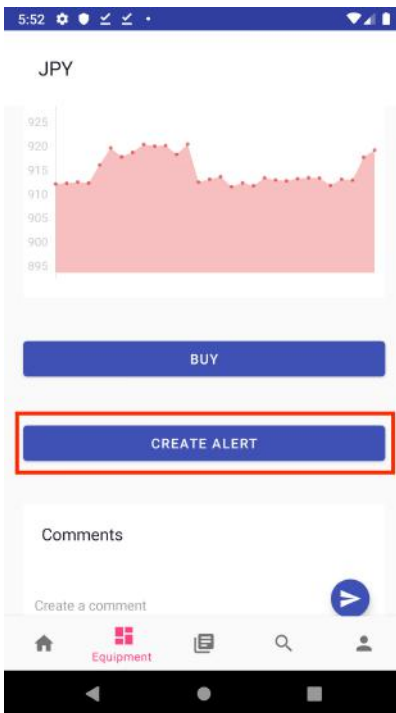 5:52
JPY
925
920
915
910
905
900
895
BUY
CREATE ALERT
Comments
Create a comment
Equipment